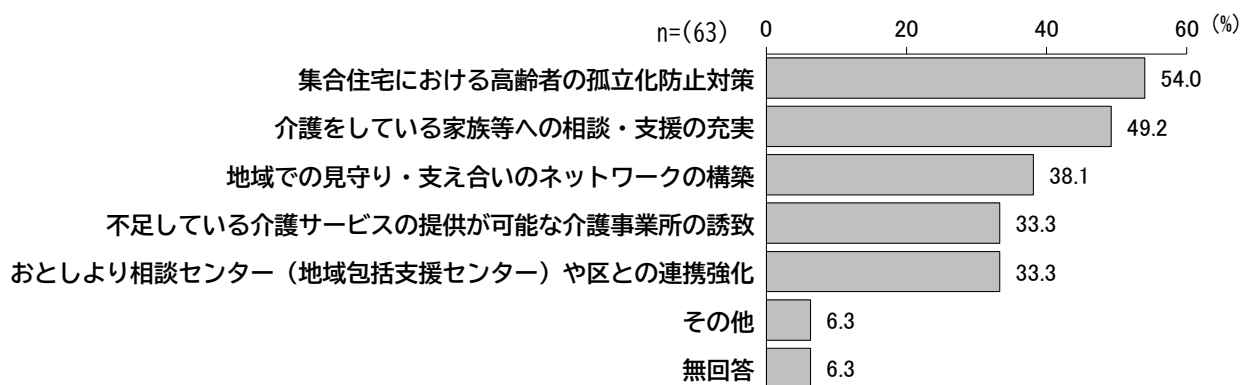 n=(63) 0 20 40 60 (%)
集合住宅における高齢者の孤立化防止対策 54.0
介護をしている家族等への相談・支援の充実 49.2
地域での見守り・支え合いのネットワークの構築 38.1
不足している介護サービスの提供が可能な介護事業所の誘致 33.3
おとしより相談センター（地域包括支援センター）や区との連携強化 33.3
その他 6.3
無回答 6.3